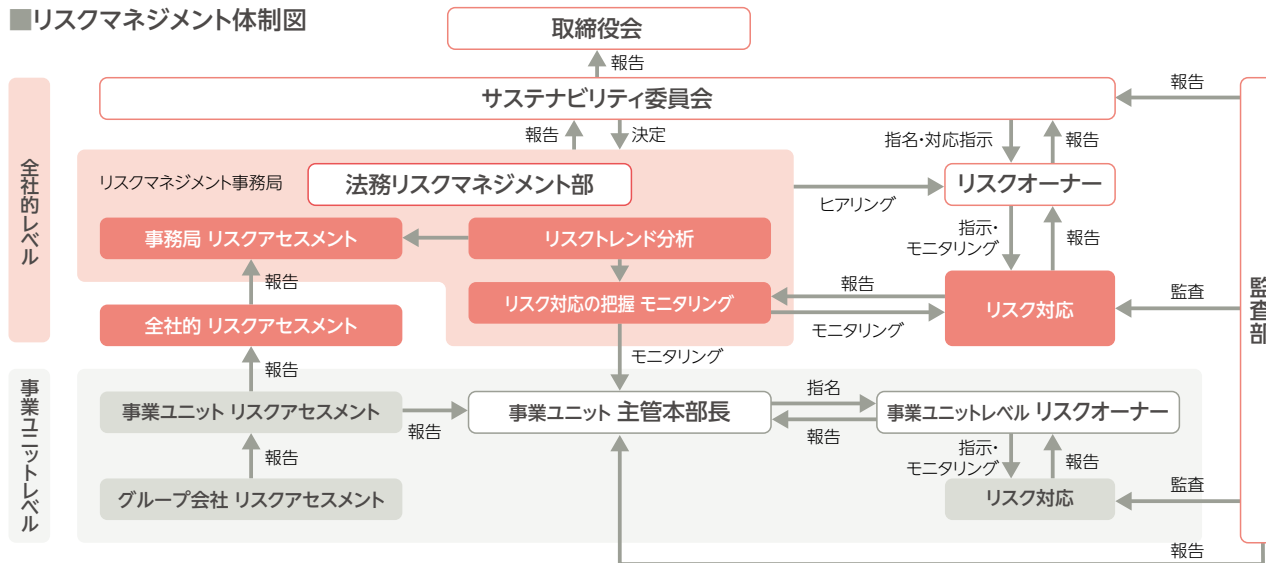 ■リスクマネジメント体制図
取締役会
報告
サステナビリティ委員会
報告
報告
決定
指名・対応指示
報告
全社的レベル
リスクマネジメント事務局
法務リスクマネジメント部
ヒアリング
リスクオーナー
事務局 リスクアセスメント
リスクトレンド分析
指示・
モニタリング
報告
報告
リスク対応の把握 モニタリング
報告
モニタリング
リスク対応
監査
監査部
全社的 リスクアセスメント
モニタリング
報告
事業ユニットレベル
事業ユニット リスクアセスメント
報告
事業ユニット 主管本部長
指名
報告
事業ユニットレベル リスクオーナー
報告
指示・
モニタリング
報告
グループ会社 リスクアセスメント
リスク対応
監査
報告